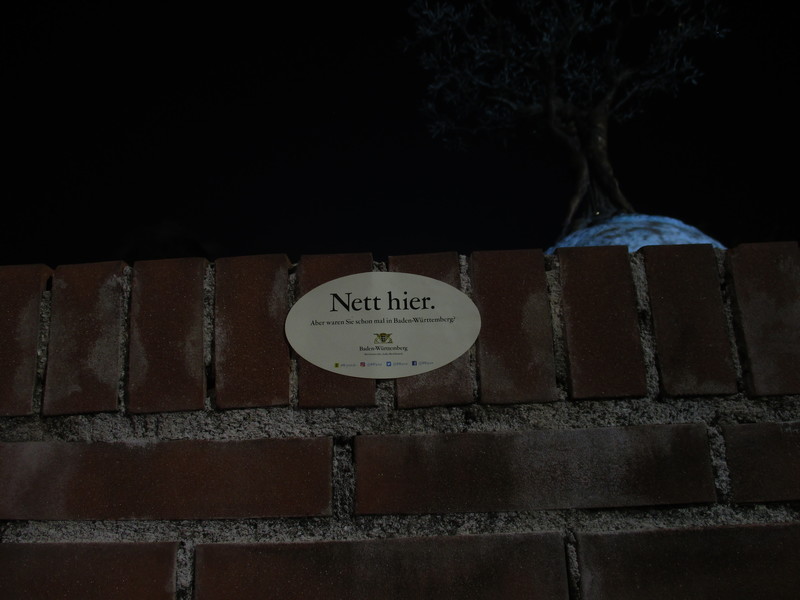 Nett hier.
Aber waren Sie schon mal in Baden-Württemberg?
Baden-Württemberg